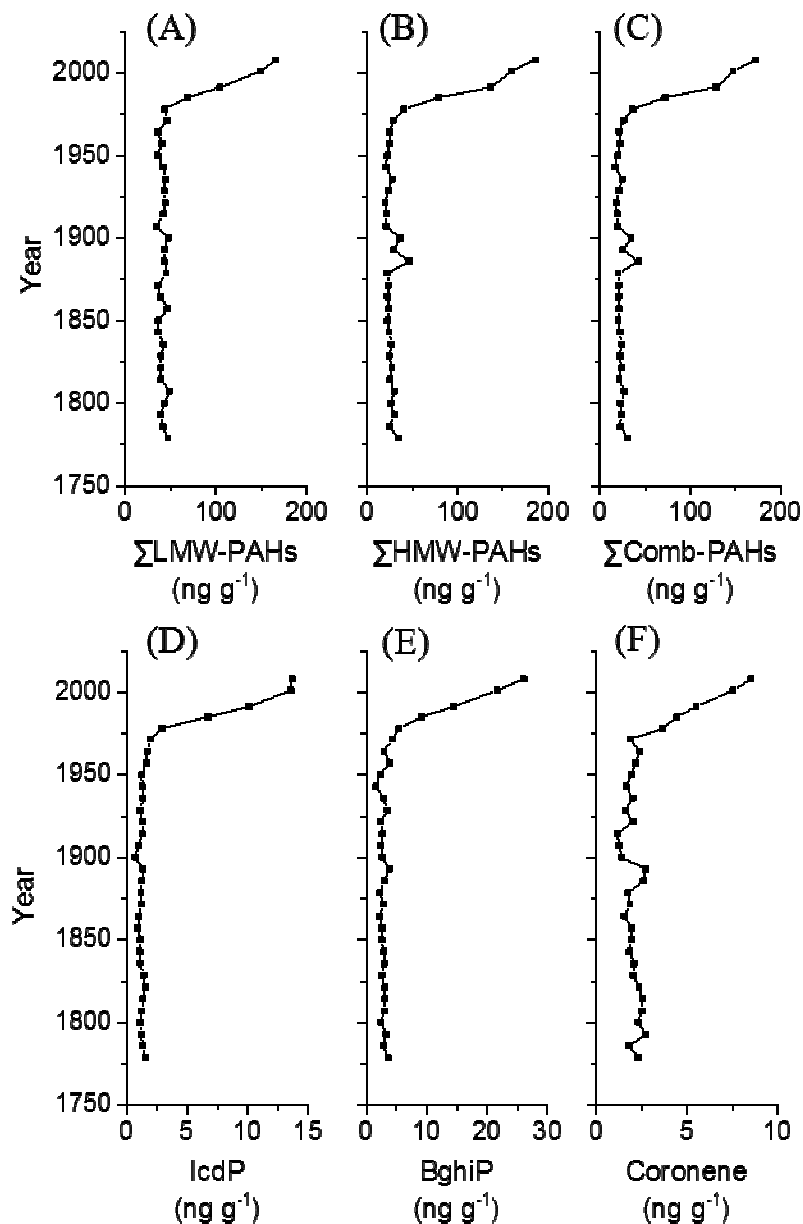 (A) (B) (C)
2000
1950
1900
1850
1800
1750
Year
0 100 200 0 100 200 0 100 200
∑LMW-PAHs ∑HMW-PAHs ∑Comb-PAHs
(ng g⁻¹) (ng g⁻¹) (ng g⁻¹)
(D) (E) (F)
2000
1950
1900
1850
1800
1750
Year
0 5 10 15 0 10 20 30 0 5 10
IcdP BghiP Coronene
(ng g⁻¹) (ng g⁻¹) (ng g⁻¹)